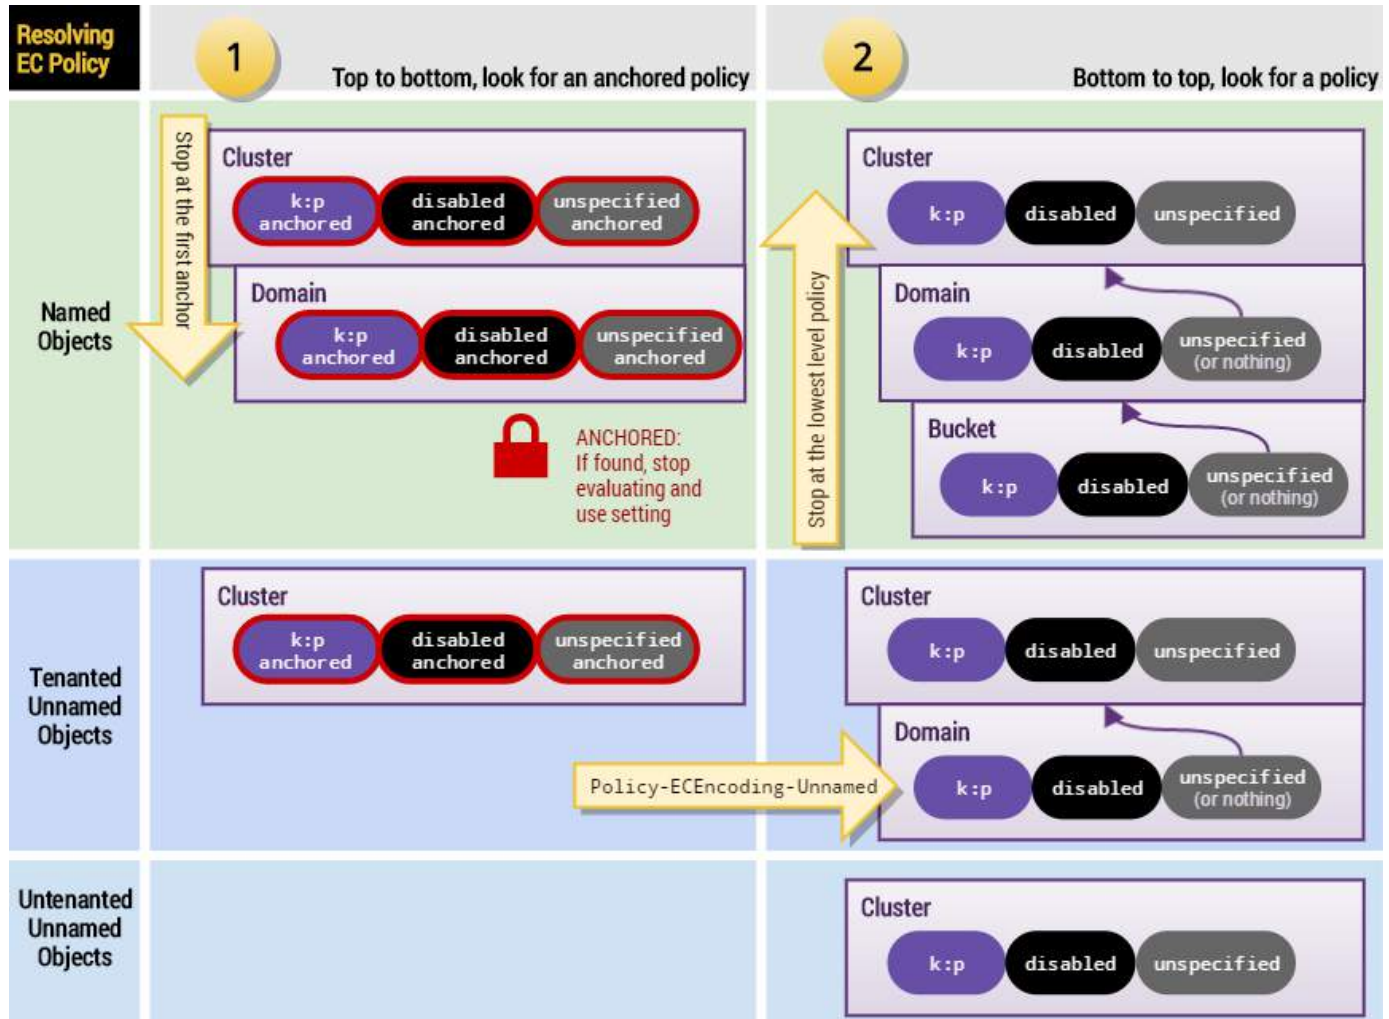 Resolving
EC Policy
1
Top to bottom, look for an anchored policy
2
Bottom to top, look for a policy
Named
Objects
Stop at the first anchor
Cluster
k:p
anchored
disabled
anchored
unspecified
anchored
Domain
k:p
anchored
disabled
anchored
unspecified
anchored
ANCHORED:
If found, stop
evaluating and
use setting
Stop at the lowest level policy
Cluster
k:p
disabled
unspecified
Domain
k:p
disabled
unspecified
(or nothing)
Bucket
k:p
disabled
unspecified
(or nothing)
Tenanted
Unnamed
Objects
Cluster
k:p
anchored
disabled
anchored
unspecified
anchored
Policy-ECEncoding-Unnamed
Cluster
k:p
disabled
unspecified
Domain
k:p
disabled
unspecified
(or nothing)
Untenanted
Unnamed
Objects
Cluster
k:p
disabled
unspecified